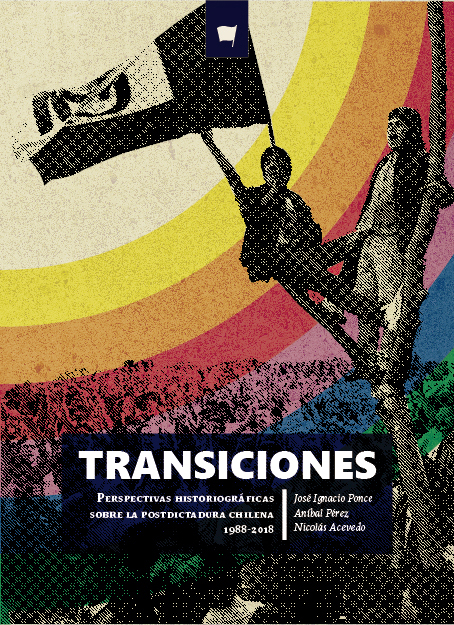 TRANSICIONES
PERSPECTIVAS HISTORIOGRÁFICAS
SOBRE LA POSTDICTADURA CHILENA
1988-2018
José Ignacio Ponce
Aníbal Pérez
Nicolás Acevedo